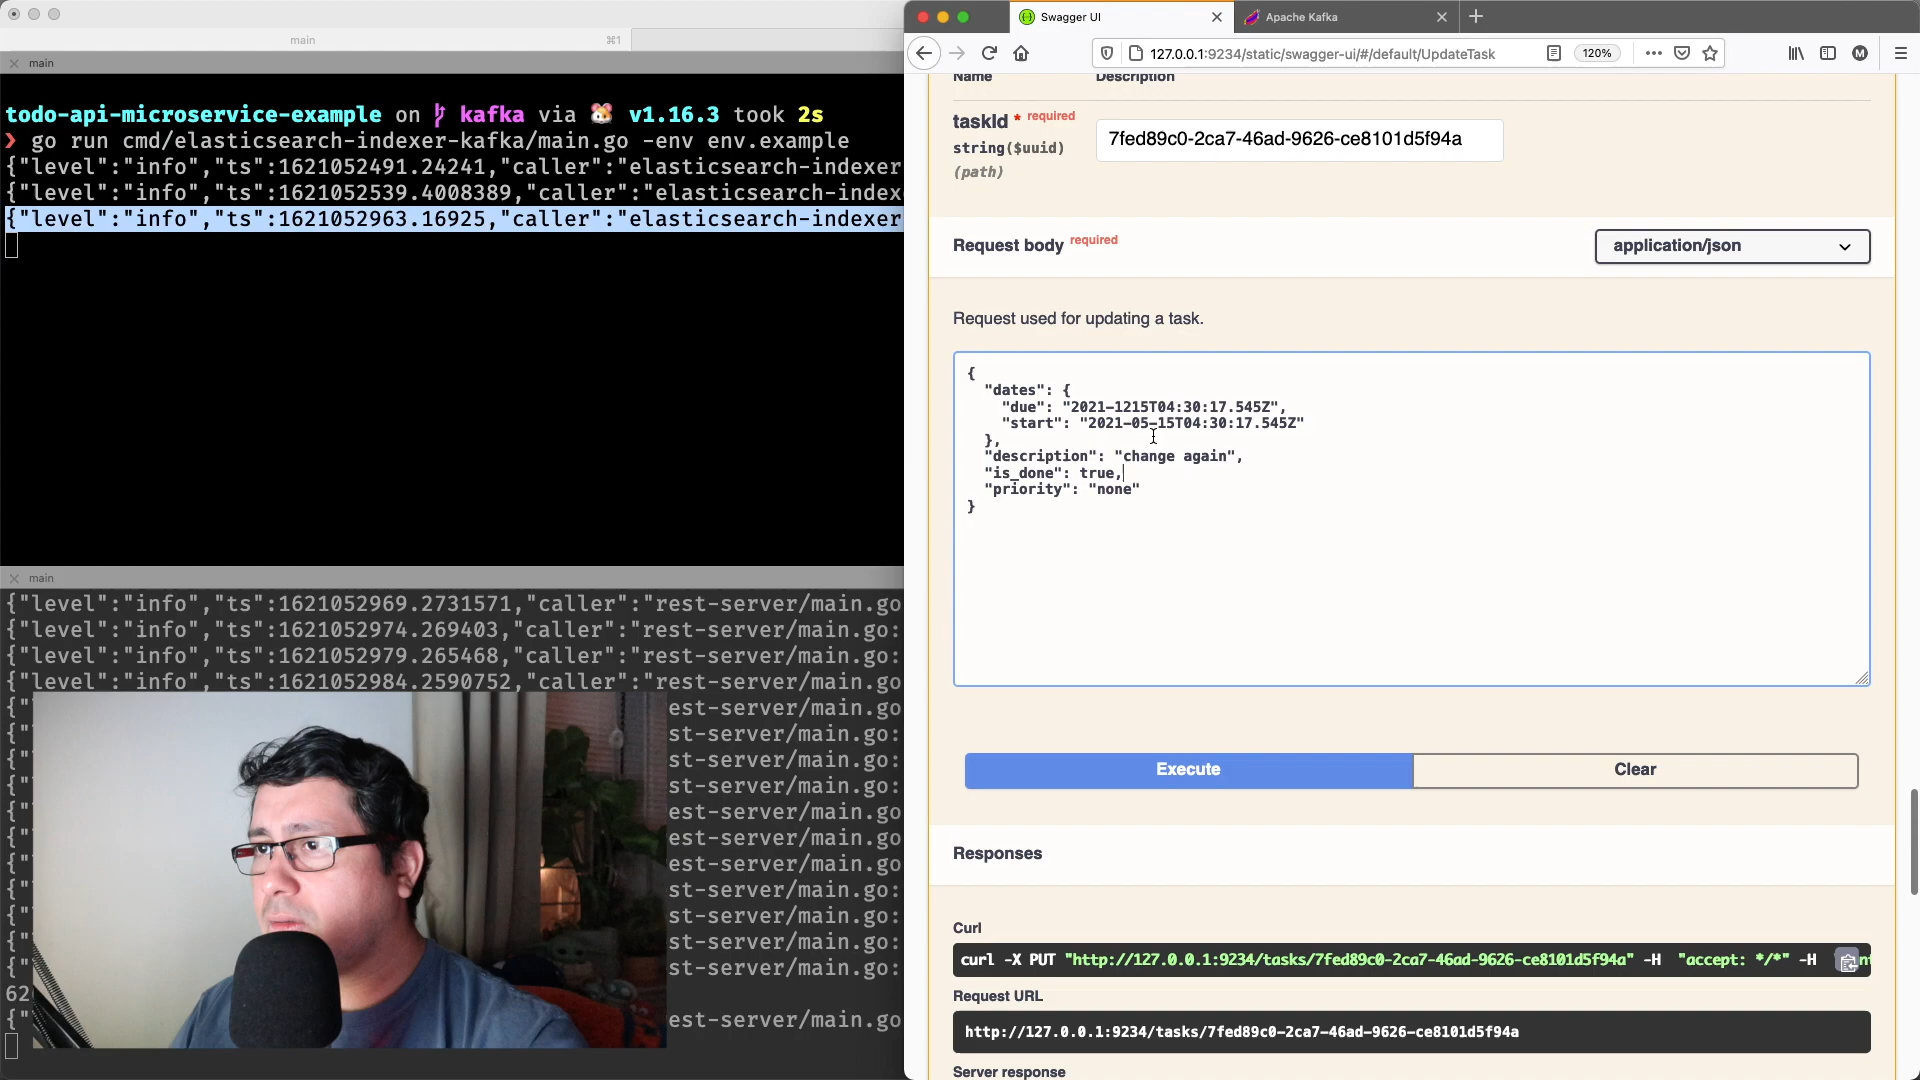 main ⌘1
main
todo-api-microservice-example on kafka via 🐹 v1.16.3 took 2s
❯ go run cmd/elasticsearch-indexer-kafka/main.go -env env.example
{"level":"info","ts":1621052491.24241,"caller":"elasticsearch-indexer
{"level":"info","ts":1621052539.4008389,"caller":"elasticsearch-index
{"level":"info","ts":1621052963.16925,"caller":"elasticsearch-indexer
main
{"level":"info","ts":1621052969.2731571,"caller":"rest-server/main.go
{"level":"info","ts":1621052974.269403,"caller":"rest-server/main.go:
{"level":"info","ts":1621052979.265468,"caller":"rest-server/main.go:
{"level":"info","ts":1621052984.2590752,"caller":"rest-server/main.go:
{" est-server/main.go
{" st-server/main.go:
{" est-server/main.go
{" st-server/main.go:
{" est-server/main.go
{" est-server/main.go
{" est-server/main.go
{" st-server/main.go:
{" st-server/main.go:
{" st-server/main.go:
{" st-server/main.go:
62
{" est-server/main.go
Swagger UI
Apache Kafka
127.0.0.1:9234/static/swagger-ui/#/default/UpdateTask 120% M
Name Description
taskId * required
string($uuid)
(path)
7fed89c0-2ca7-46ad-9626-ce8101d5f94a
Request body required
application/json
Request used for updating a task.
{
"dates": {
"due": "2021-1215T04:30:17.545Z",
"start": "2021-05-15T04:30:17.545Z"
},
"description": "change again",
"is_done": true,
"priority": "none"
}
Execute Clear
Responses
Curl
curl -X PUT "http://127.0.0.1:9234/tasks/7fed89c0-2ca7-46ad-9626-ce8101d5f94a" -H "accept: */*" -H
Request URL
http://127.0.0.1:9234/tasks/7fed89c0-2ca7-46ad-9626-ce8101d5f94a
Server response